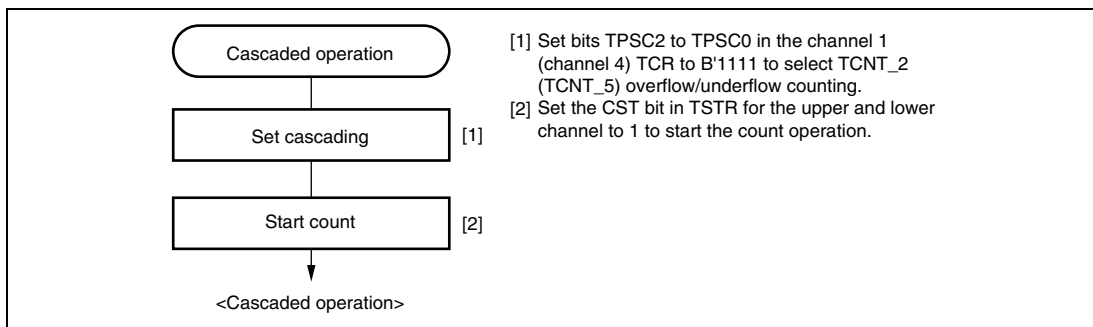 Cascaded operation
Set cascading
[1]
Start count
[2]
<Cascaded operation>
[1] Set bits TPSC2 to TPSC0 in the channel 1
(channel 4) TCR to B'1111 to select TCNT_2
(TCNT_5) overflow/underflow counting.
[2] Set the CST bit in TSTR for the upper and lower
channel to 1 to start the count operation.